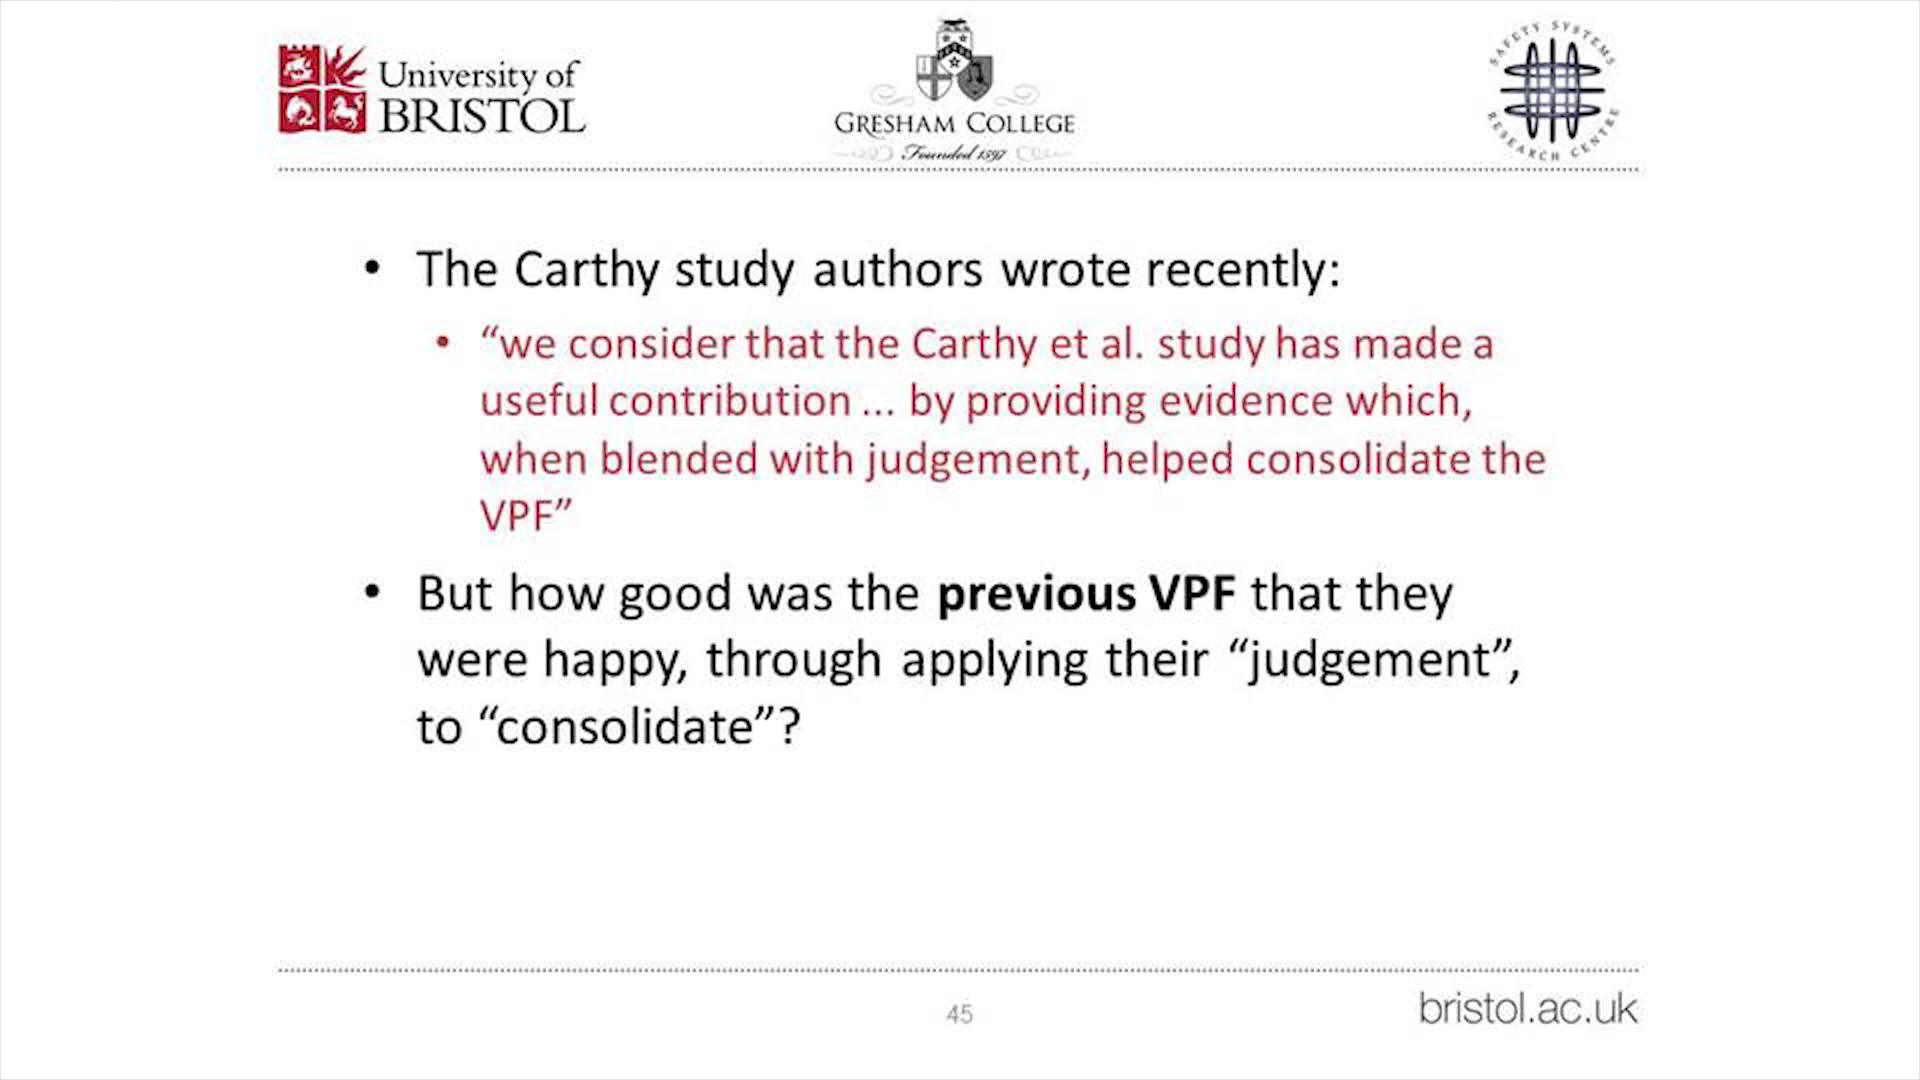 University of
BRISTOL
GRESHAM COLLEGE
Founded 1597
SAFETY SYSTEMS
RESEARCH CENTRE
• The Carthy study authors wrote recently:
• “we consider that the Carthy et al. study has made a
useful contribution ... by providing evidence which,
when blended with judgement, helped consolidate the
VPF”
• But how good was the previous VPF that they
were happy, through applying their “judgement”,
to “consolidate”?
45
bristol.ac.uk